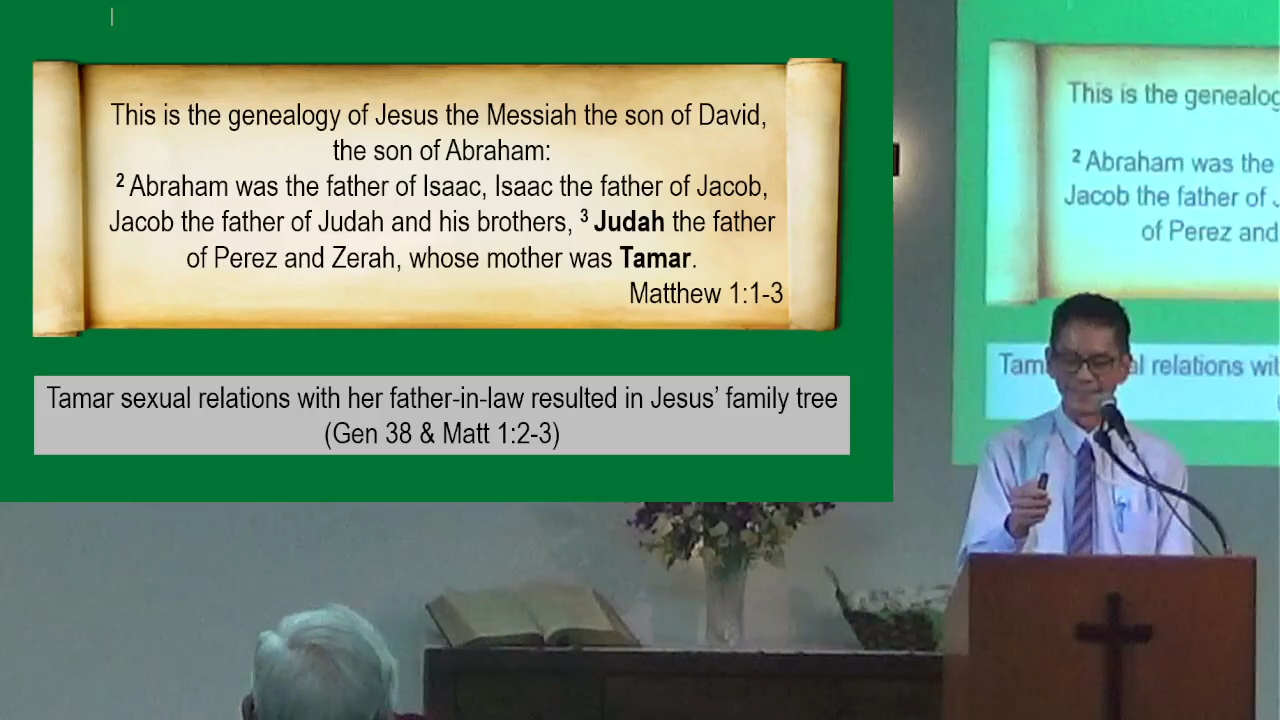 This is the genealogy of Jesus the Messiah the son of David,
the son of Abraham:
² Abraham was the father of Isaac, Isaac the father of Jacob,
Jacob the father of Judah and his brothers, ³ Judah the father
of Perez and Zerah, whose mother was Tamar.
Matthew 1:1-3
Tamar sexual relations with her father-in-law resulted in Jesus’ family tree
(Gen 38 & Matt 1:2-3)
This is the genealog
² Abraham was the
Jacob the father of
of Perez and
Tam al relations wi